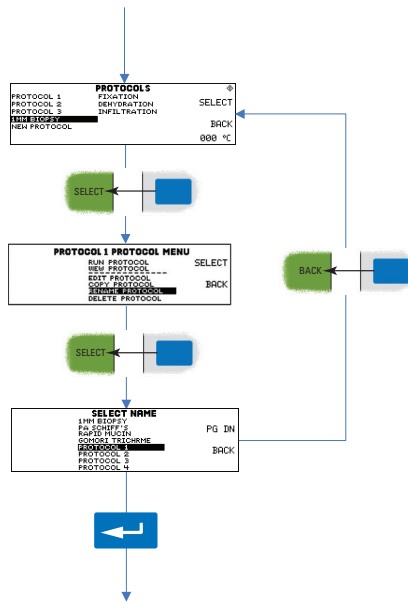 PROTOCOLS
PROTOCOL 1 FIXATION
PROTOCOL 2 DEHYDRATION SELECT
PROTOCOL 3 INFILTRATION
1MM BIOPSY BACK
NEW PROTOCOL
000 °C
SELECT
PROTOCOL 1 PROTOCOL MENU
RUN PROTOCOL SELECT
VIEW PROTOCOL
EDIT PROTOCOL
COPY PROTOCOL BACK
RENAME PROTOCOL
DELETE PROTOCOL
BACK
SELECT
SELECT NAME
1MM BIOPSY
PA SCHIFF'S PG DN
RAPID MUCIN
GOMORI TRICHRME
PROTOCOL 1 BACK
PROTOCOL 2
PROTOCOL 3
PROTOCOL 4